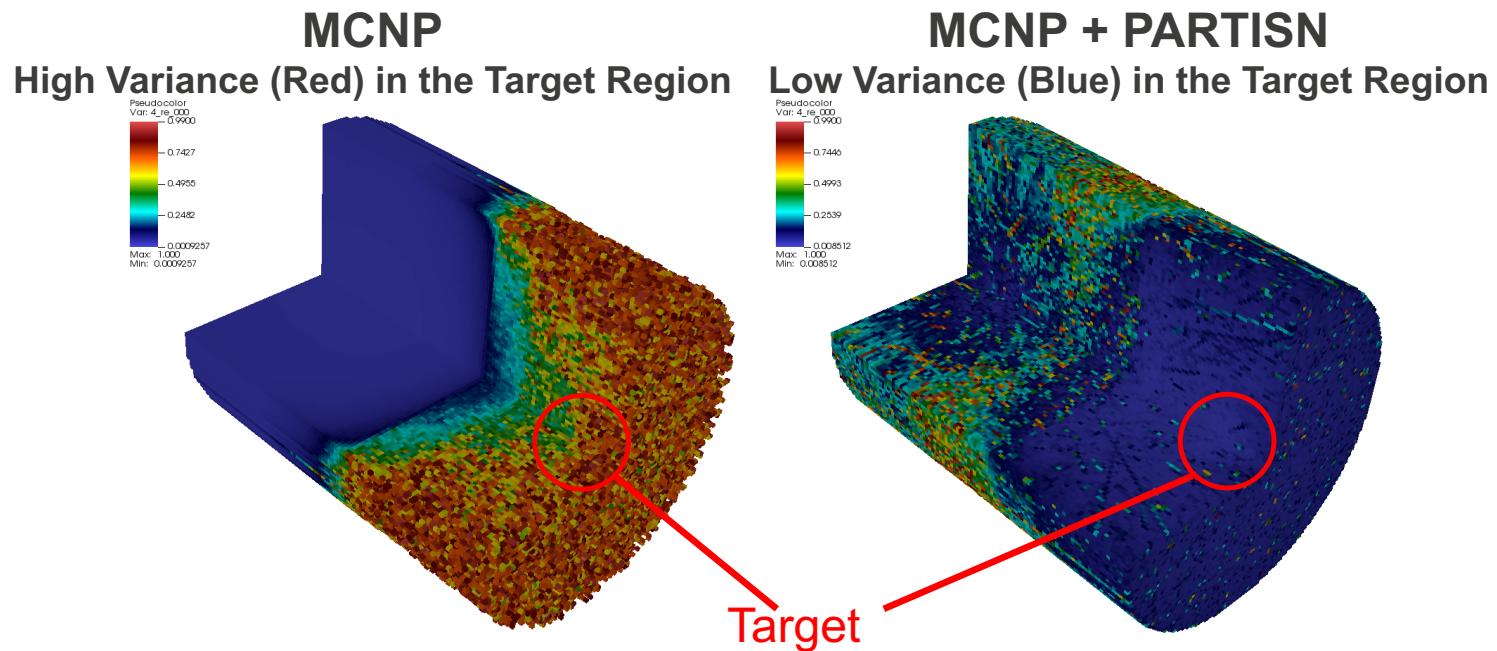 MCNP
High Variance (Red) in the Target Region
Pseudocolor
Var: 4_re_000
0.9900
0.7427
0.4955
0.2482
0.0009257
Max: 1.000
Min: 0.0009257
MCNP + PARTISN
Low Variance (Blue) in the Target Region
Pseudocolor
Var: 4_re_000
0.9900
0.7446
0.4993
0.2539
0.008512
Max: 1.000
Min: 0.008512
Target